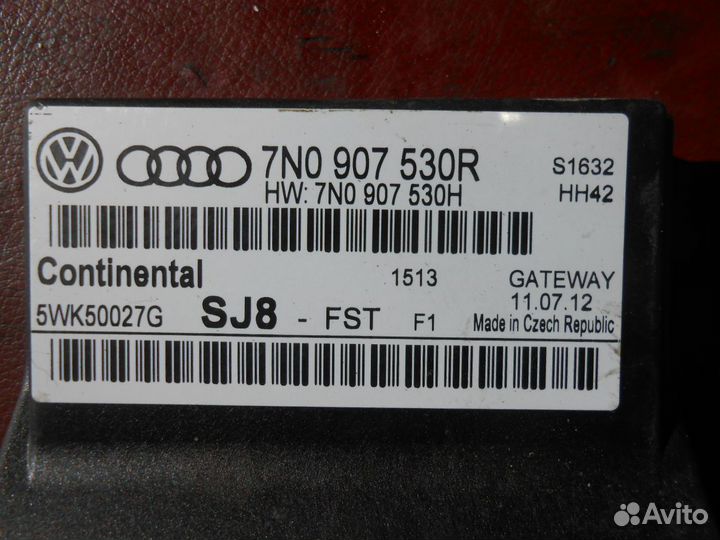 7N0 907 530R
HW: 7N0 907 530H
S1632
HH42
Continental
1513
GATEWAY
11.07.12
5WK50027G SJ8 - FST F1 Made in Czech Republic
Avito